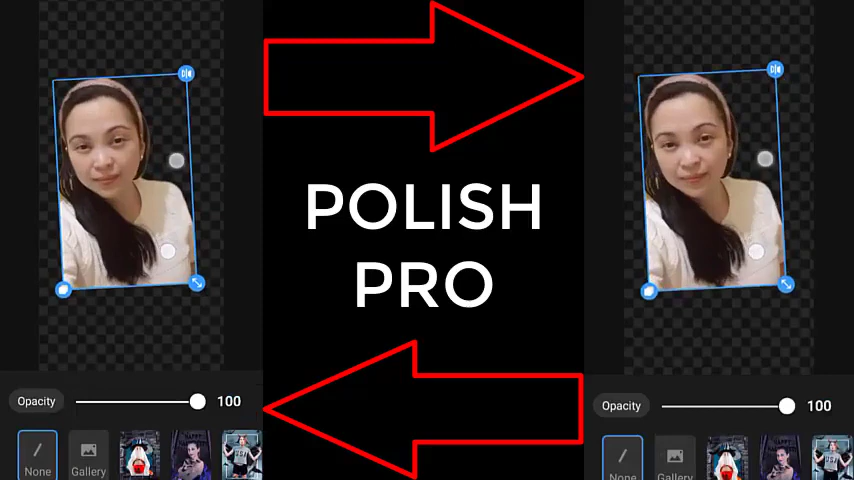 POLISH
PRO
Opacity
100
None
Gallery
Opacity
100
None
Gallery